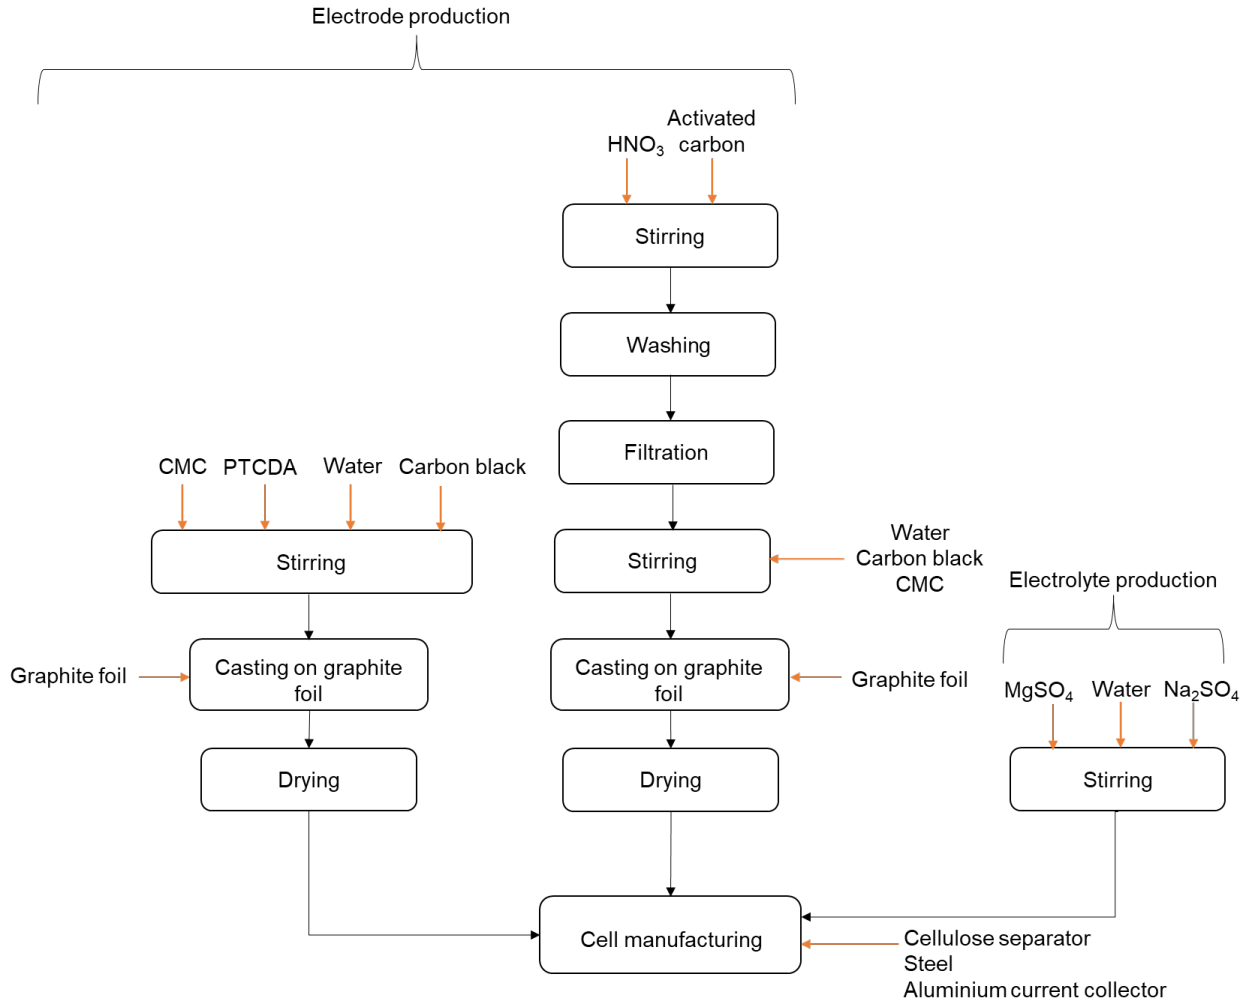 Electrode production
Activated
HNO₃ carbon
Stirring
Washing
Filtration
CMC PTCDA Water Carbon black
Stirring
Stirring
Water
Carbon black
CMC
Electrolyte production
Graphite foil
Casting on graphite
foil
Casting on graphite
foil
Graphite foil
MgSO₄ Water Na₂SO₄
Drying
Drying
Stirring
Cell manufacturing
Cellulose separator
Steel
Aluminium current collector